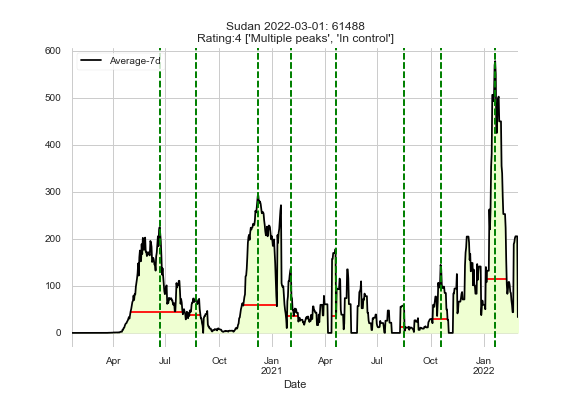 Sudan 2022-03-01: 61488
Rating:4 ['Multiple peaks', 'In control']
600
Average-7d
500
400
300
200
100
0
Apr Jul Oct Jan Apr Jul Oct Jan
2021 2022
Date